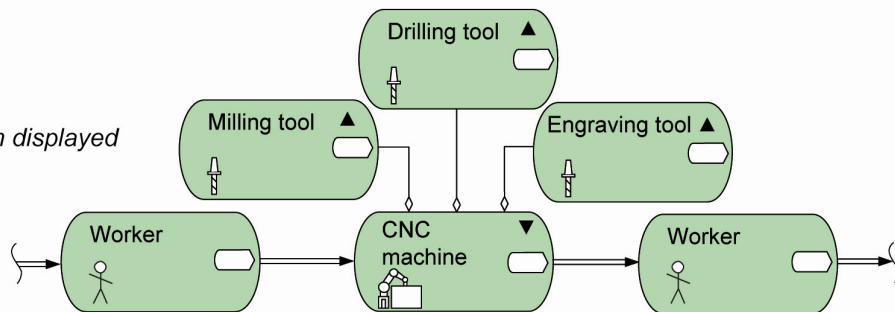 Drilling tool
Milling tool
Engraving tool
displayed
Worker
CNC
machine
Worker